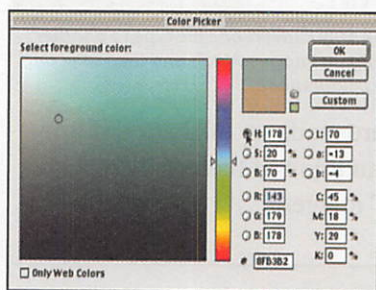 Color Picker
Select foreground color:
OK
Cancel
Custom
H: 178 °
S: 20 %
B: 70 %
R: 143
G: 179
B: 178
# 8FB3B2
L: 70
a: -13
b: -4
C: 45 %
M: 18 %
Y: 29 %
K: 0 %
Only Web Colors